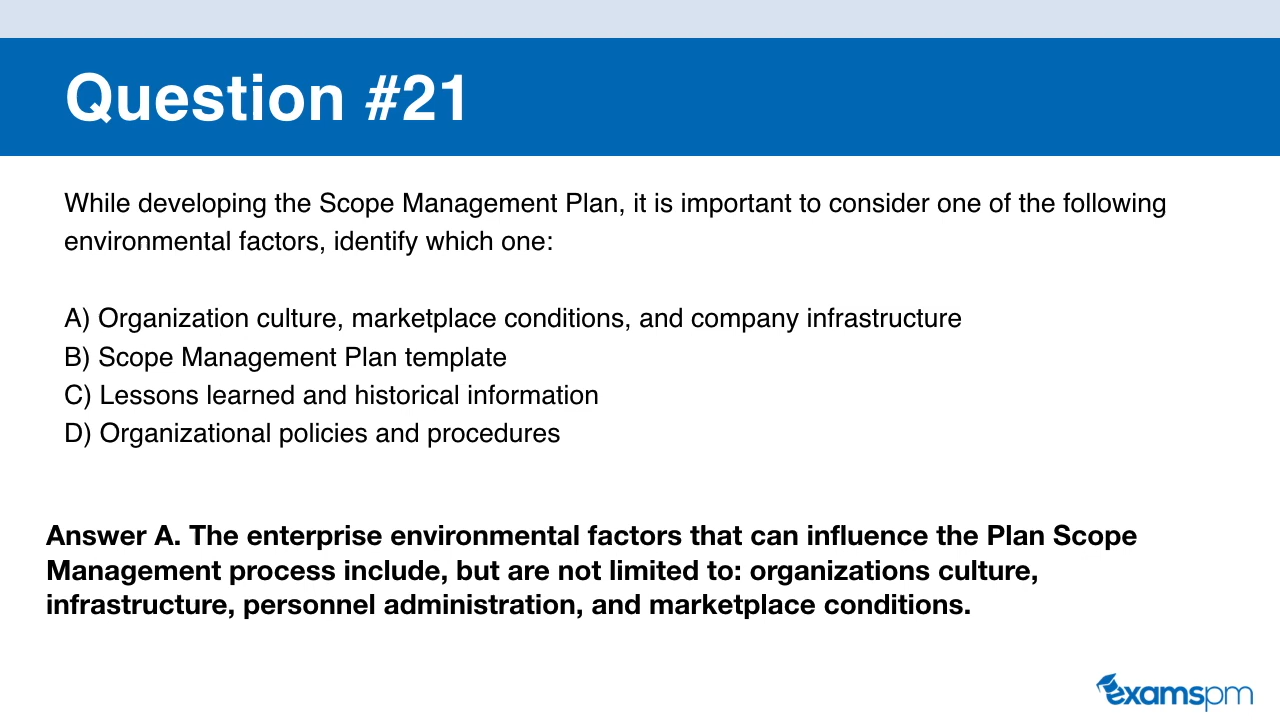 Question #21
While developing the Scope Management Plan, it is important to consider one of the following
environmental factors, identify which one:
A) Organization culture, marketplace conditions, and company infrastructure
B) Scope Management Plan template
C) Lessons learned and historical information
D) Organizational policies and procedures
Answer A. The enterprise environmental factors that can influence the Plan Scope
Management process include, but are not limited to: organizations culture,
infrastructure, personnel administration, and marketplace conditions.
examspm